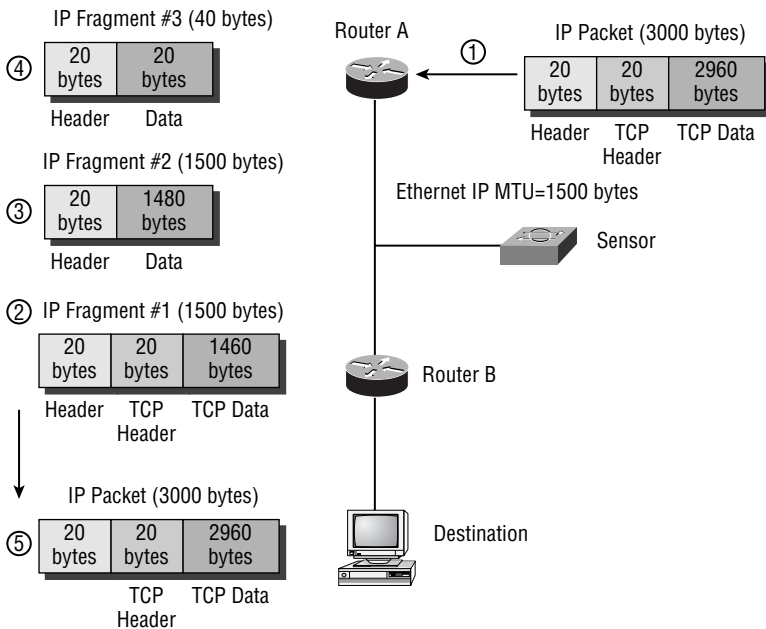 IP Fragment #3 (40 bytes)
④
20 bytes
20 bytes
Header
Data
IP Fragment #2 (1500 bytes)
③
20 bytes
1480 bytes
Header
Data
② IP Fragment #1 (1500 bytes)
20 bytes
20 bytes
1460 bytes
Header
TCP Header
TCP Data
IP Packet (3000 bytes)
⑤
20 bytes
20 bytes
2960 bytes
TCP Header
TCP Data
Router A
①
IP Packet (3000 bytes)
20 bytes
20 bytes
2960 bytes
Header
TCP Header
TCP Data
Ethernet IP MTU=1500 bytes
Sensor
Router B
Destination